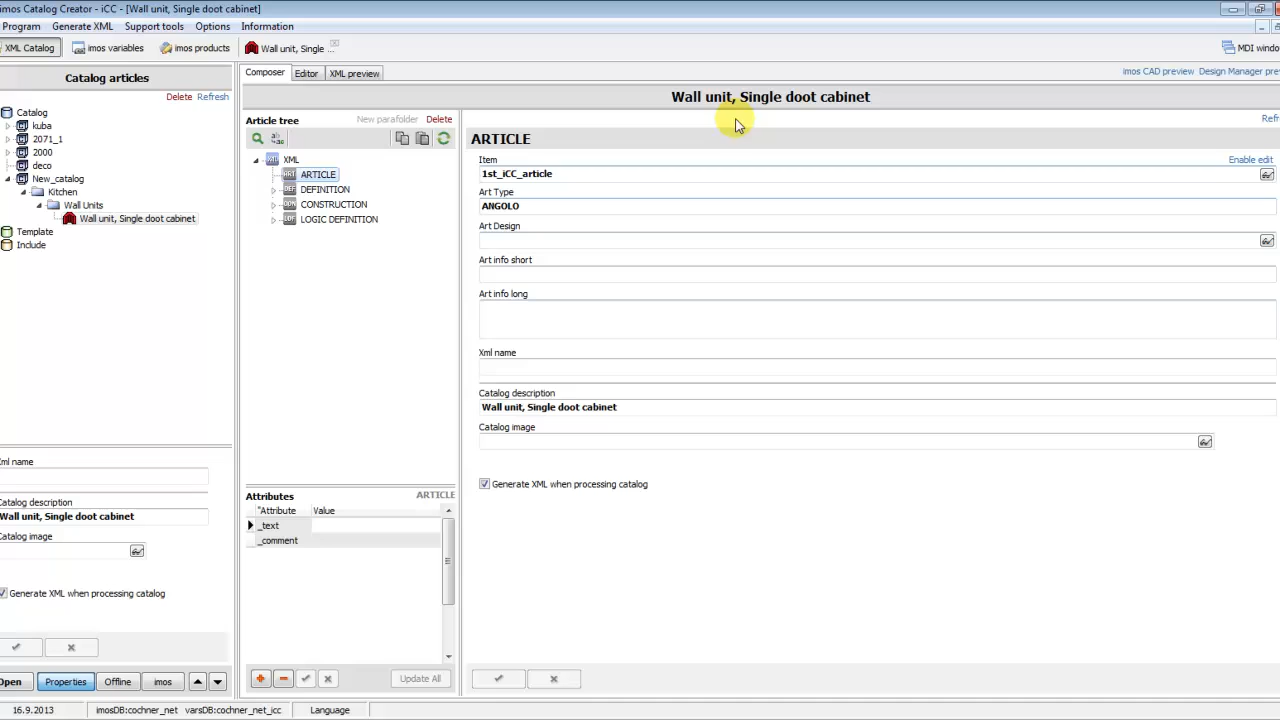 imos Catalog Creator - iCC - [Wall unit, Single doot cabinet]
Program Generate XML Support tools Options Information
XML Catalog imos variables imos products Wall unit, Single ... MDI windo
Catalog articles
Delete Refresh
Catalog
kuba
2071_1
2000
deco
New_catalog
Kitchen
Wall Units
Wall unit, Single doot cabinet
Template
Include
Xml name
Catalog description
Wall unit, Single doot cabinet
Catalog image
Generate XML when processing catalog
Open Properties Offline imos
Composer Editor XML preview
imos CAD preview Design Manager pre
Wall unit, Single doot cabinet
Article tree New parafolder Delete
XML
ART ARTICLE
DEF DEFINITION
CON CONSTRUCTION
LDF LOGIC DEFINITION
Attributes ARTICLE
"Attribute Value
_text
_comment
Update All
Refr
ARTICLE
Item Enable edit
1st_iCC_article
Art Type
ANGOLO
Art Design
Art info short
Art info long
Xml name
Catalog description
Wall unit, Single doot cabinet
Catalog image
Generate XML when processing catalog
16.9.2013 imosDB:cochner_net varsDB:cochner_net_icc Language